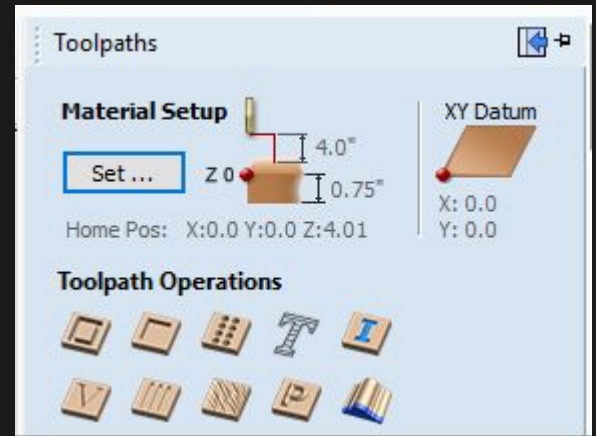 Toolpaths
Material Setup
XY Datum
4.0"
Set ...
Z 0
0.75"
X: 0.0
Home Pos: X:0.0 Y:0.0 Z:4.01
Y: 0.0
Toolpath Operations